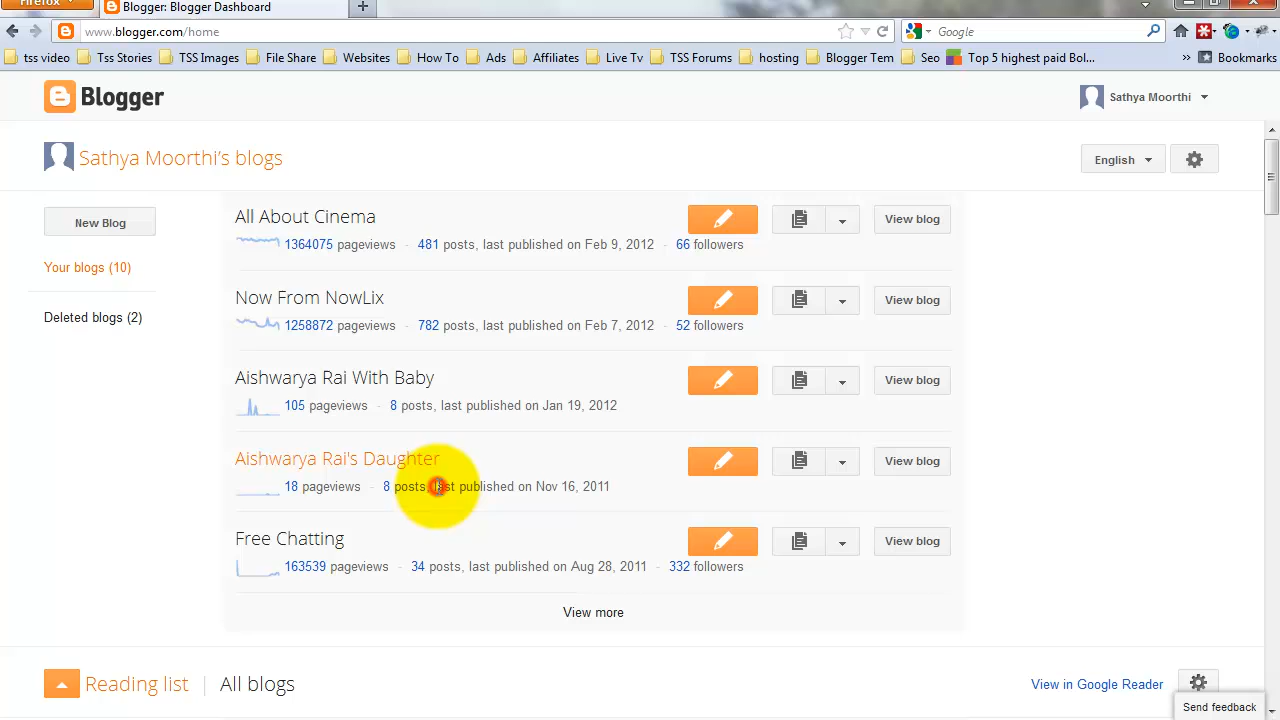 Firefox
Blogger: Blogger Dashboard
www.blogger.com/home
Google
tss video TSS Stories TSS Images File Share Websites How To Ads Affiliates Live Tv TSS Forums hosting Blogger Tem Seo Top 5 highest paid Bol... » Bookmarks
Blogger
Sathya Moorthi
Sathya Moorthi's blogs
English
New Blog
Your blogs (10)
Deleted blogs (2)
All About Cinema
View blog
1364075 pageviews - 481 posts, last published on Feb 9, 2012 - 66 followers
Now From NowLix
View blog
1258872 pageviews - 782 posts, last published on Feb 7, 2012 - 52 followers
Aishwarya Rai With Baby
View blog
105 pageviews - 8 posts, last published on Jan 19, 2012
Aishwarya Rai's Daughter
View blog
18 pageviews - 8 posts, last published on Nov 16, 2011
Free Chatting
View blog
163539 pageviews - 34 posts, last published on Aug 28, 2011 - 332 followers
View more
Reading list | All blogs
View in Google Reader
Send feedback